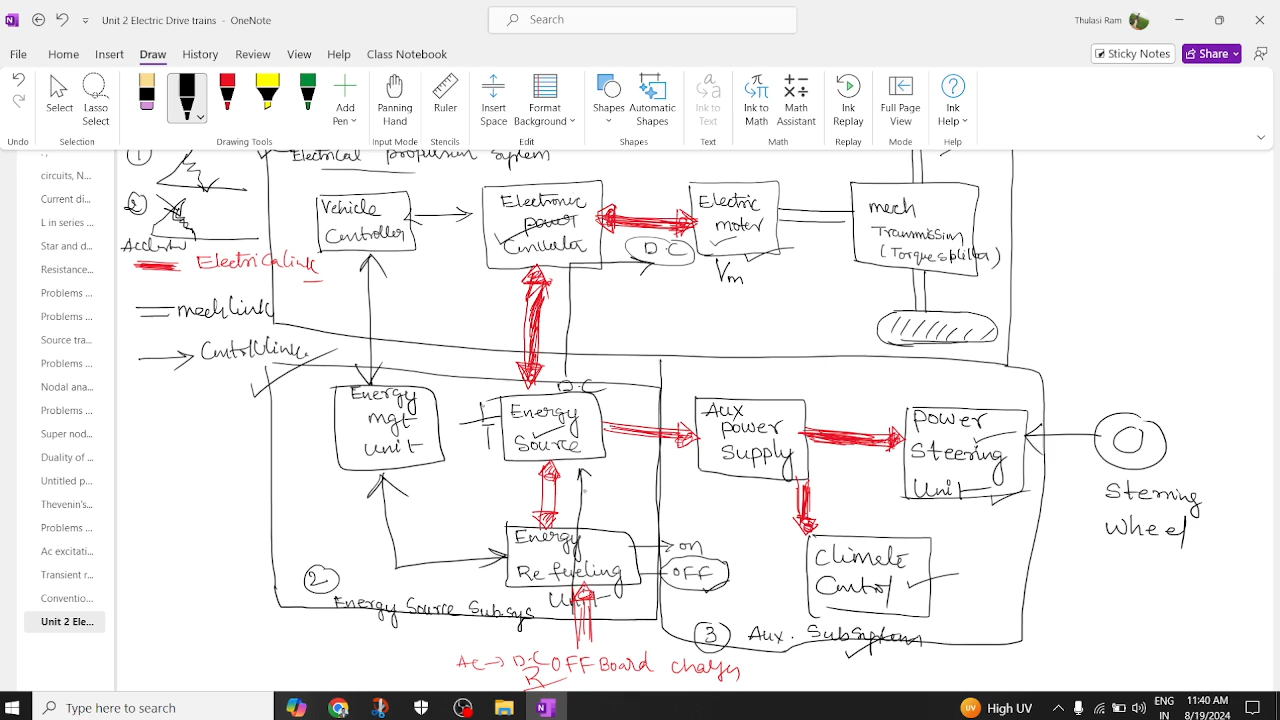 Unit 2 Electric Drive trains - OneNote
Search
Thulasi Ram
File Home Insert Draw History Review View Help Class Notebook
Sticky Notes
Share
Select
Lasso Select
Add Pen
Panning Hand
Ruler
Insert Space
Format Background
Shapes
Automatic Shapes
Ink to Text
Ink to Math
Math Assistant
Ink Replay
Full Page View
Ink Help
Undo
Selection
Drawing Tools
Input Mode
Stencils
Edit
Shapes
Text
Math
Replay
Mode
Help
circuits, N...
Current di...
L in series ...
Star and d...
Resistance...
Problems ...
Problems ...
Source tra...
Problems ...
Nodal ana...
Problems ...
Super nod...
Duality of ...
Untitled p...
Thevenin's...
Problems ...
Ac excitati...
Transient r...
Conventio...
Unit 2 Ele...
1
2
Electrical link
mech link
Control link
Electrical propulsion System
Vehicle
Controller
Electronic
power
D.C
Electric
motor
Vm
mech
Transmission
(Torque splitter)
Energy
mgt
unit
D.C
Energy
Source
Energy
Refueling
Unit
on
OFF
2
Energy Source Subsys
AC → D.C OFF Board charger
R
Aux
power
Supply
power
Steering
Unit
Climate
Control
3 Aux. Subsystem
Sterring
wheel
Type here to search
High UV
ENG
IN
11:40 AM
8/19/2024